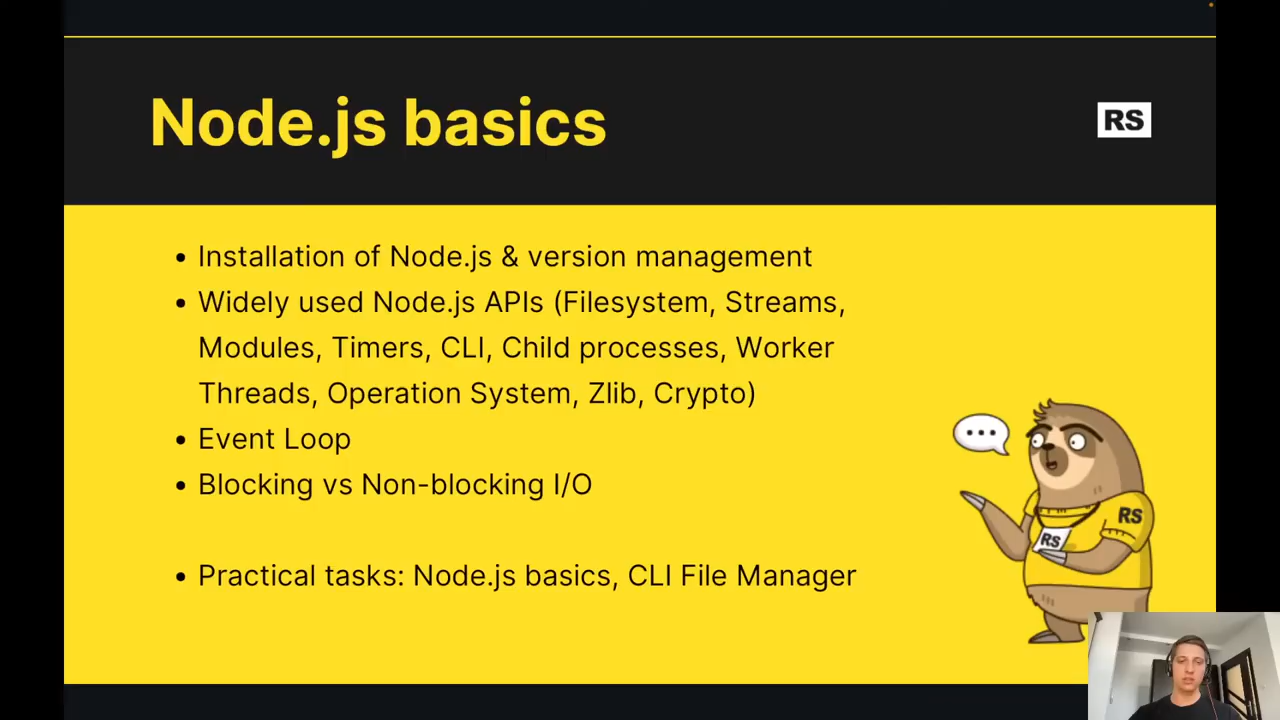 Node.js basics
RS
• Installation of Node.js & version management
• Widely used Node.js APIs (Filesystem, Streams,
Modules, Timers, CLI, Child processes, Worker
Threads, Operation System, Zlib, Crypto)
• Event Loop
• Blocking vs Non-blocking I/O
• Practical tasks: Node.js basics, CLI File Manager
RS
RS